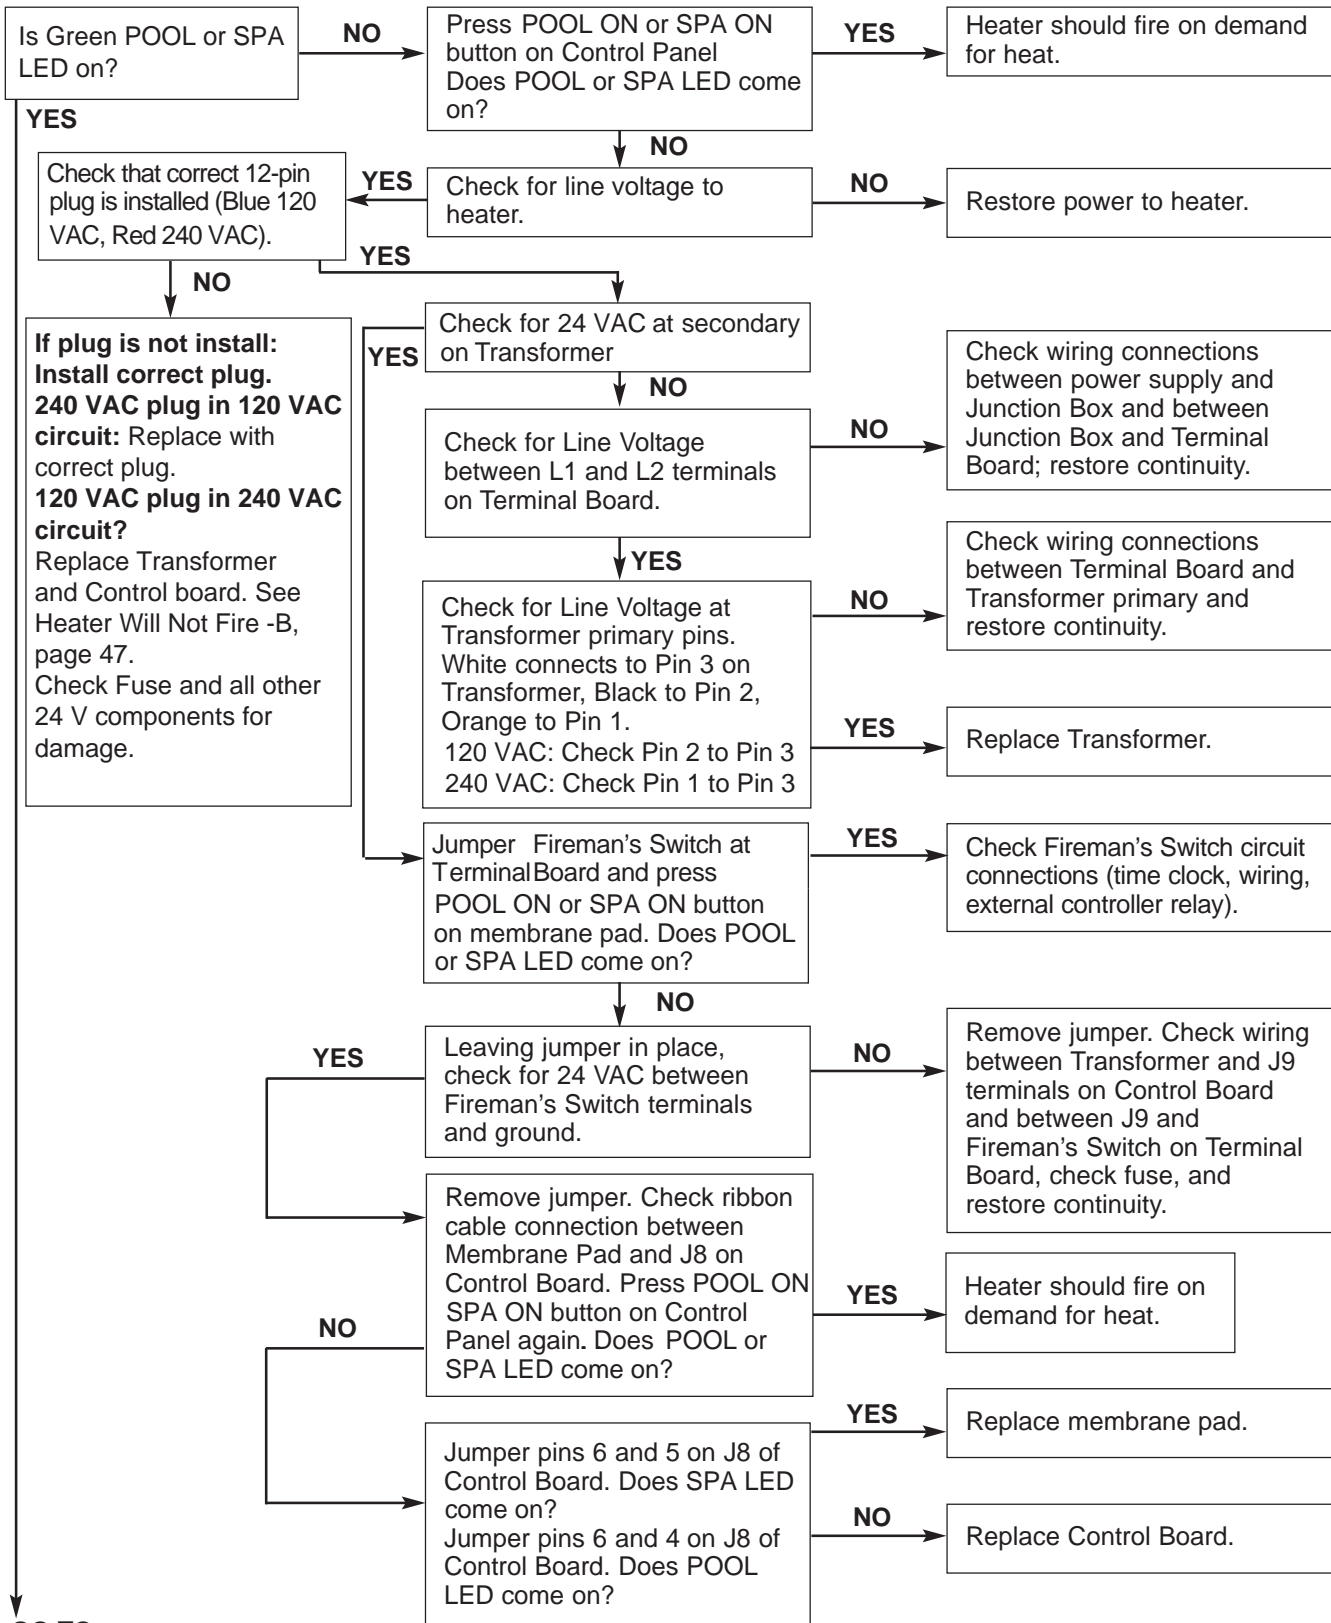 Is Green POOL or SPA
LED on?
NO
Press POOL ON or SPA ON
button on Control Panel
Does POOL or SPA LED come
on?
YES
Heater should fire on demand
for heat.
YES
NO
Check that correct 12-pin
plug is installed (Blue 120
VAC, Red 240 VAC).
YES
Check for line voltage to
heater.
NO
Restore power to heater.
YES
NO
If plug is not install:
Install correct plug.
240 VAC plug in 120 VAC
circuit: Replace with
correct plug.
120 VAC plug in 240 VAC
circuit?
Replace Transformer
and Control board. See
Heater Will Not Fire -B,
page 47.
Check Fuse and all other
24 V components for
damage.
YES
Check for 24 VAC at secondary
on Transformer
NO
Check for Line Voltage
between L1 and L2 terminals
on Terminal Board.
NO
Check wiring connections
between power supply and
Junction Box and between
Junction Box and Terminal
Board; restore continuity.
YES
Check for Line Voltage at
Transformer primary pins.
White connects to Pin 3 on
Transformer, Black to Pin 2,
Orange to Pin 1.
120 VAC: Check Pin 2 to Pin 3
240 VAC: Check Pin 1 to Pin 3
NO
Check wiring connections
between Terminal Board and
Transformer primary and
restore continuity.
YES
Replace Transformer.
Jumper Fireman's Switch at
TerminalBoard and press
POOL ON or SPA ON button
on membrane pad. Does POOL
or SPA LED come on?
YES
Check Fireman's Switch circuit
connections (time clock, wiring,
external controller relay).
NO
YES
Leaving jumper in place,
check for 24 VAC between
Fireman's Switch terminals
and ground.
NO
Remove jumper. Check wiring
between Transformer and J9
terminals on Control Board
and between J9 and
Fireman's Switch on Terminal
Board, check fuse, and
restore continuity.
Remove jumper. Check ribbon
cable connection between
Membrane Pad and J8 on
Control Board. Press POOL ON
SPA ON button on Control
Panel again. Does POOL or
SPA LED come on?
YES
Heater should fire on
demand for heat.
NO
Jumper pins 6 and 5 on J8 of
Control Board. Does SPA LED
come on?
Jumper pins 6 and 4 on J8 of
Control Board. Does POOL
LED come on?
YES
Replace membrane pad.
NO
Replace Control Board.